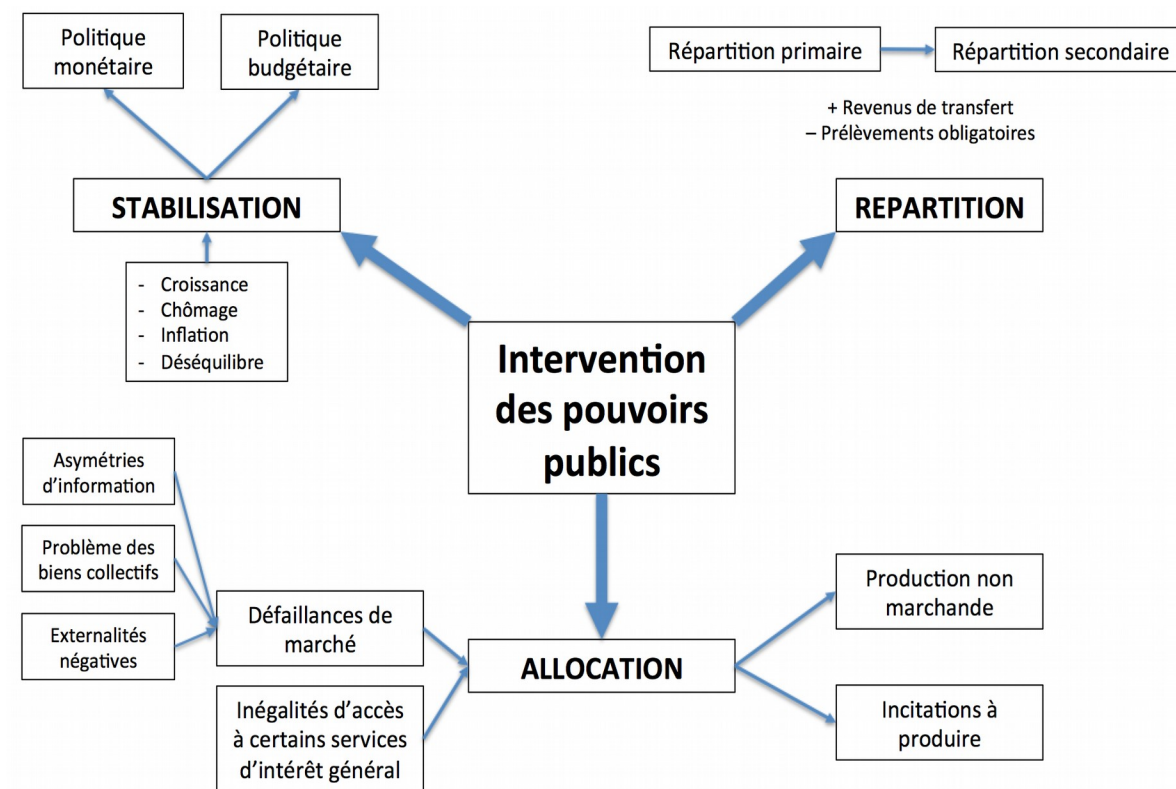 Politique
monétaire
Politique
budgétaire
Répartition primaire
Répartition secondaire
+ Revenus de transfert
– Prélèvements obligatoires
STABILISATION
REPARTITION
- Croissance
- Chômage
- Inflation
- Déséquilibre
Intervention
des pouvoirs
publics
Asymétries
d’information
Problème des
biens collectifs
Externalités
négatives
Défaillances de
marché
Inégalités d’accès
à certains services
d’intérêt général
ALLOCATION
Production non
marchande
Incitations à
produire